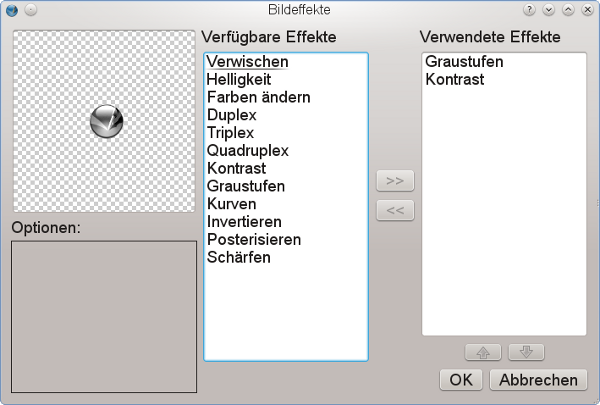 Bildeffekte
Verfügbare Effekte
Verwischen
Helligkeit
Farben ändern
Duplex
Triplex
Quadruplex
Kontrast
Graustufen
Kurven
Invertieren
Posterisieren
Schärfen
>>
<<
Verwendete Effekte
Graustufen
Kontrast
Optionen:
OK
Abbrechen